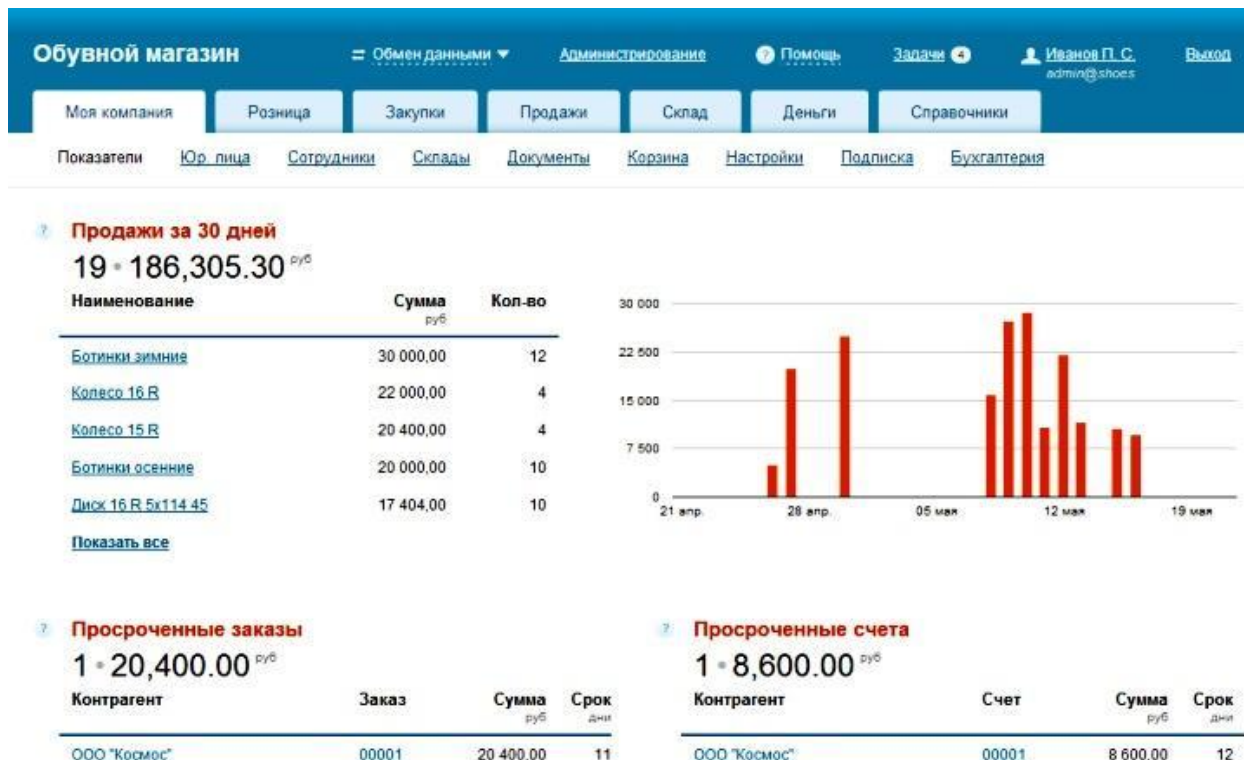 Обувной магазин Обмен данными Администрирование ? Помощь Задачи 4 Иванов П. С. Выход
admin@shoes
Моя компания Розница Закупки Продажи Склад Деньги Справочники
Показатели Юр. лица Сотрудники Склады Документы Корзина Настройки Подписка Бухгалтерия
? Продажи за 30 дней
19 • 186,305.30 руб
Наименование Сумма Кол-во
руб
Ботинки зимние 30 000,00 12
Колесо 16 R 22 000,00 4
Колесо 15 R 20 400,00 4
Ботинки осенние 20 000,00 10
Диск 16 R 5x114 45 17 404,00 10
Показать все
30 000
22 500
15 000
7 500
0
21 апр. 28 апр. 05 мая 12 мая 19 мая
? Просроченные заказы
1 • 20,400.00 руб
Контрагент Заказ Сумма Срок
руб дни
ООО "Космос" 00001 20 400,00 11
? Просроченные счета
1 • 8,600.00 руб
Контрагент Счет Сумма Срок
руб дни
ООО "Космос" 00001 8 600,00 12